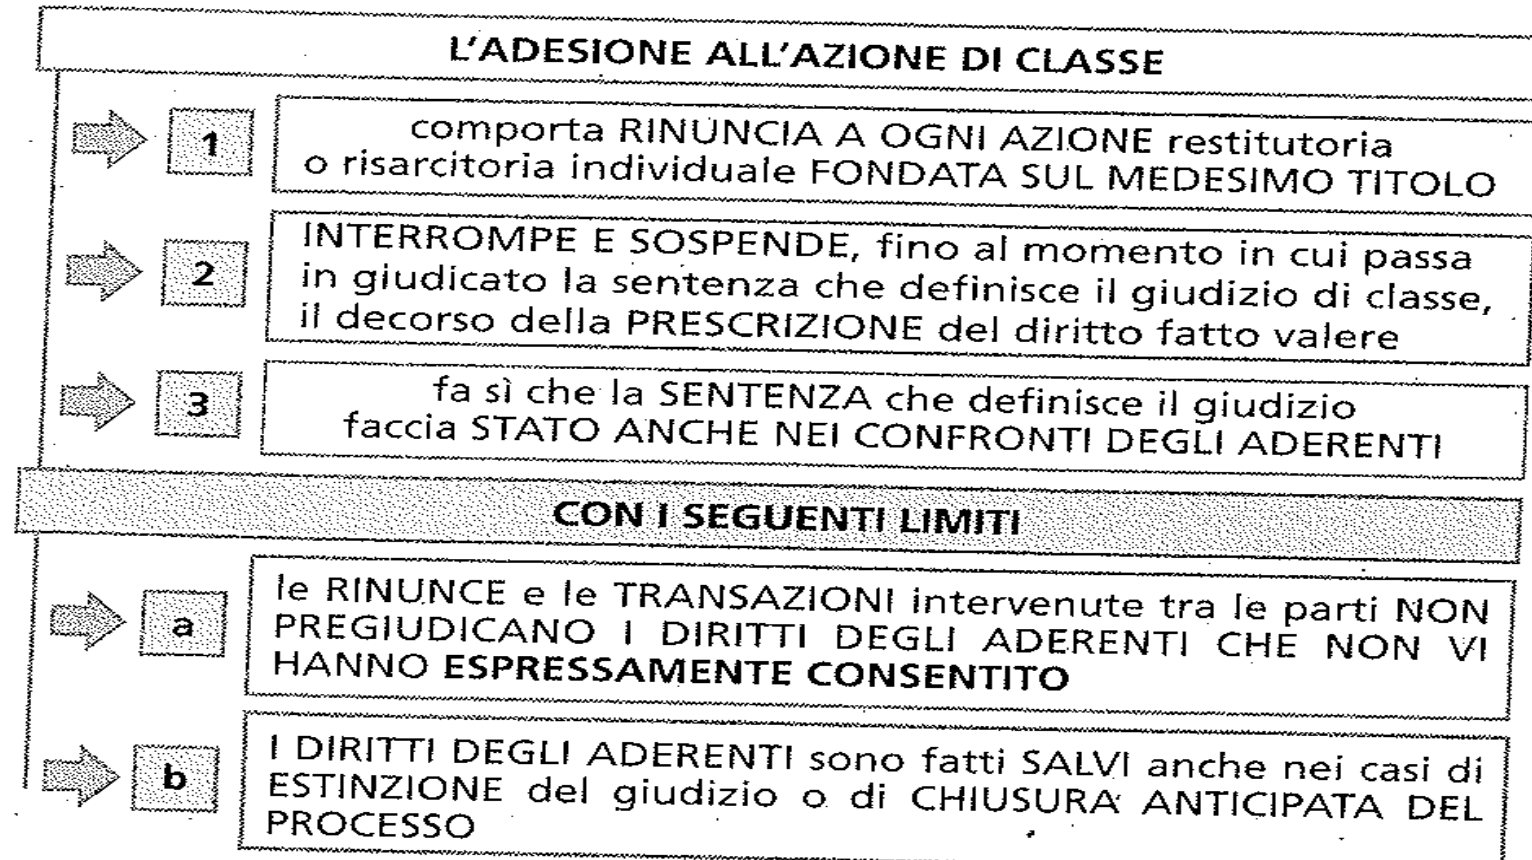 L'ADESIONE ALL'AZIONE DI CLASSE
1
comporta RINUNCIA A OGNI AZIONE restitutoria
o risarcitoria individuale FONDATA SUL MEDESIMO TITOLO
2
INTERROMPE E SOSPENDE, fino al momento in cui passa
in giudicato la sentenza che definisce il giudizio di classe,
il decorso della PRESCRIZIONE del diritto fatto valere
3
fa sì che la SENTENZA che definisce il giudizio
faccia STATO ANCHE NEI CONFRONTI DEGLI ADERENTI
CON I SEGUENTI LIMITI
a
le RINUNCE e le TRANSAZIONI intervenute tra le parti NON
PREGIUDICANO I DIRITTI DEGLI ADERENTI CHE NON VI
HANNO ESPRESSAMENTE CONSENTITO
b
I DIRITTI DEGLI ADERENTI sono fatti SALVI anche nei casi di
ESTINZIONE del giudizio o di CHIUSURA ANTICIPATA DEL
PROCESSO